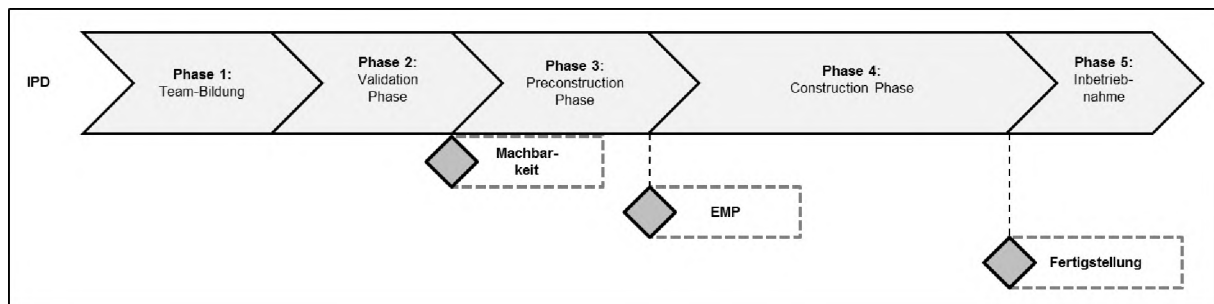 IPD
Phase 1:
Team-Bildung
Phase 2:
Validation
Phase
Phase 3:
Preconstruction
Phase
Phase 4:
Construction Phase
Phase 5:
Inbetrieb-
nahme
Machbar-
keit
EMP
Fertigstellung